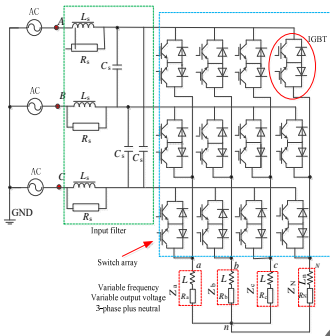 AC
A
Ls
Rs
Cs
IGBT
AC
B
Ls
Rs
Cs
Cs
AC
C
Ls
Rs
GND
Input filter
Switch array
a
b
c
N
Variable frequency
Variable output voltage
3-phase plus neutral
Za
L
Ra
Zb
L
Rb
Zc
L
Rc
ZN
Ln
RN
n